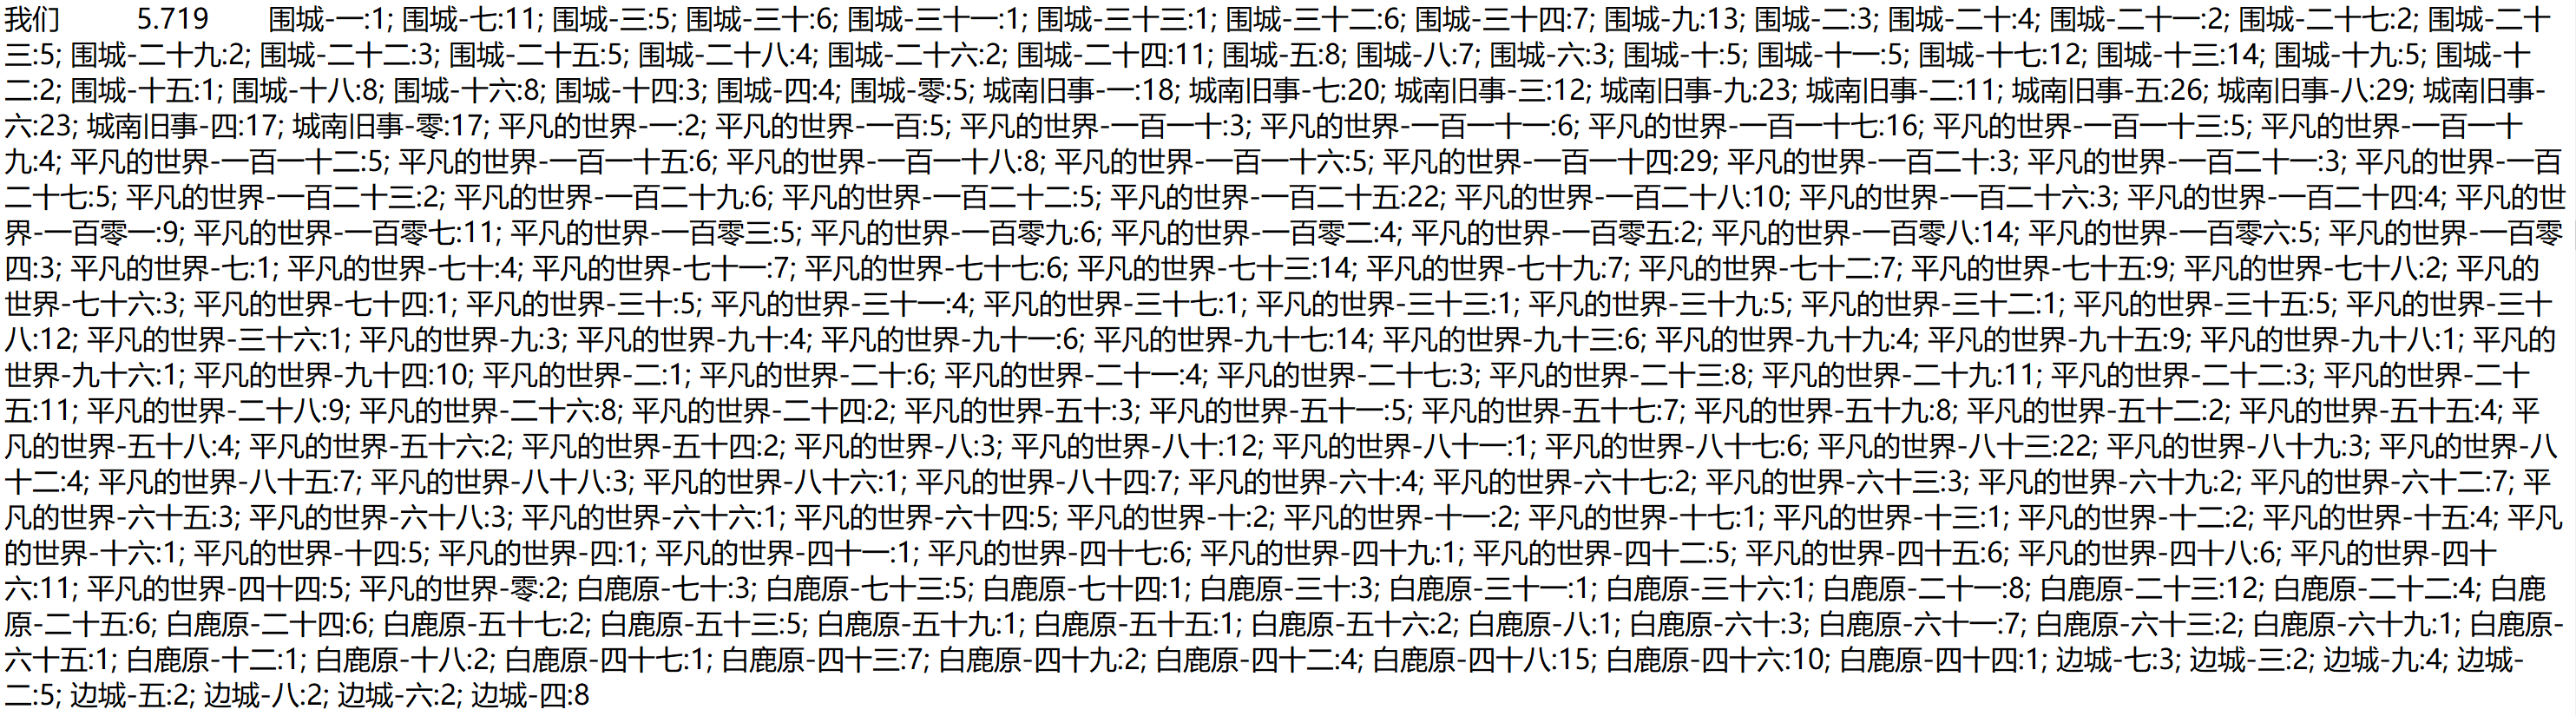 我们 5.719 围城-一:1; 围城-七:11; 围城-三:5; 围城-三十:6; 围城-三十一:1; 围城-三十三:1; 围城-三十二:6; 围城-三十四:7; 围城-九:13; 围城-二:3; 围城-二十:4; 围城-二十一:2; 围城-二十七:2; 围城-二十
三:5; 围城-二十九:2; 围城-二十二:3; 围城-二十五:5; 围城-二十八:4; 围城-二十六:2; 围城-二十四:11; 围城-五:8; 围城-八:7; 围城-六:3; 围城-十:5; 围城-十一:5; 围城-十七:12; 围城-十三:14; 围城-十九:5; 围城-十
二:2; 围城-十五:1; 围城-十八:8; 围城-十六:8; 围城-十四:3; 围城-四:4; 围城-零:5; 城南旧事-一:18; 城南旧事-七:20; 城南旧事-三:12; 城南旧事-九:23; 城南旧事-二:11; 城南旧事-五:26; 城南旧事-八:29; 城南旧事-
六:23; 城南旧事-四:17; 城南旧事-零:17; 平凡的世界-一:2; 平凡的世界-一百:5; 平凡的世界-一百一十:3; 平凡的世界-一百一十一:6; 平凡的世界-一百一十七:16; 平凡的世界-一百一十三:5; 平凡的世界-一百一十
九:4; 平凡的世界-一百一十二:5; 平凡的世界-一百一十五:6; 平凡的世界-一百一十八:8; 平凡的世界-一百一十六:5; 平凡的世界-一百一十四:29; 平凡的世界-一百二十:3; 平凡的世界-一百二十一:3; 平凡的世界-一百
二十七:5; 平凡的世界-一百二十三:2; 平凡的世界-一百二十九:6; 平凡的世界-一百二十二:5; 平凡的世界-一百二十五:22; 平凡的世界-一百二十八:10; 平凡的世界-一百二十六:3; 平凡的世界-一百二十四:4; 平凡的世
界-一百零一:9; 平凡的世界-一百零七:11; 平凡的世界-一百零三:5; 平凡的世界-一百零九:6; 平凡的世界-一百零二:4; 平凡的世界-一百零五:2; 平凡的世界-一百零八:14; 平凡的世界-一百零六:5; 平凡的世界-一百零
四:3; 平凡的世界-七:1; 平凡的世界-七十:4; 平凡的世界-七十一:7; 平凡的世界-七十七:6; 平凡的世界-七十三:14; 平凡的世界-七十九:7; 平凡的世界-七十二:7; 平凡的世界-七十五:9; 平凡的世界-七十八:2; 平凡的
世界-七十六:3; 平凡的世界-七十四:1; 平凡的世界-三十:5; 平凡的世界-三十一:4; 平凡的世界-三十七:1; 平凡的世界-三十三:1; 平凡的世界-三十九:5; 平凡的世界-三十二:1; 平凡的世界-三十五:5; 平凡的世界-三十
八:12; 平凡的世界-三十六:1; 平凡的世界-九:3; 平凡的世界-九十:4; 平凡的世界-九十一:6; 平凡的世界-九十七:14; 平凡的世界-九十三:6; 平凡的世界-九十九:4; 平凡的世界-九十五:9; 平凡的世界-九十八:1; 平凡的
世界-九十六:1; 平凡的世界-九十四:10; 平凡的世界-二:1; 平凡的世界-二十:6; 平凡的世界-二十一:4; 平凡的世界-二十七:3; 平凡的世界-二十三:8; 平凡的世界-二十九:11; 平凡的世界-二十二:3; 平凡的世界-二十
五:11; 平凡的世界-二十八:9; 平凡的世界-二十六:8; 平凡的世界-二十四:2; 平凡的世界-五十:3; 平凡的世界-五十一:5; 平凡的世界-五十七:7; 平凡的世界-五十九:8; 平凡的世界-五十二:2; 平凡的世界-五十五:4; 平
凡的世界-五十八:4; 平凡的世界-五十六:2; 平凡的世界-五十四:2; 平凡的世界-八:3; 平凡的世界-八十:12; 平凡的世界-八十一:1; 平凡的世界-八十七:6; 平凡的世界-八十三:22; 平凡的世界-八十九:3; 平凡的世界-八
十二:4; 平凡的世界-八十五:7; 平凡的世界-八十八:3; 平凡的世界-八十六:1; 平凡的世界-八十四:7; 平凡的世界-六十:4; 平凡的世界-六十七:2; 平凡的世界-六十三:3; 平凡的世界-六十九:2; 平凡的世界-六十二:7; 平
凡的世界-六十五:3; 平凡的世界-六十八:3; 平凡的世界-六十六:1; 平凡的世界-六十四:5; 平凡的世界-十:2; 平凡的世界-十一:2; 平凡的世界-十七:1; 平凡的世界-十三:1; 平凡的世界-十二:2; 平凡的世界-十五:4; 平凡
的世界-十六:1; 平凡的世界-十四:5; 平凡的世界-四:1; 平凡的世界-四十一:1; 平凡的世界-四十七:6; 平凡的世界-四十九:1; 平凡的世界-四十二:5; 平凡的世界-四十五:6; 平凡的世界-四十八:6; 平凡的世界-四十
六:11; 平凡的世界-四十四:5; 平凡的世界-零:2; 白鹿原-七十:3; 白鹿原-七十三:5; 白鹿原-七十四:1; 白鹿原-三十:3; 白鹿原-三十一:1; 白鹿原-三十六:1; 白鹿原-二十一:8; 白鹿原-二十三:12; 白鹿原-二十二:4; 白鹿
原-二十五:6; 白鹿原-二十四:6; 白鹿原-五十七:2; 白鹿原-五十三:5; 白鹿原-五十九:1; 白鹿原-五十五:1; 白鹿原-五十六:2; 白鹿原-八:1; 白鹿原-六十:3; 白鹿原-六十一:7; 白鹿原-六十三:2; 白鹿原-六十九:1; 白鹿原-
六十五:1; 白鹿原-十二:1; 白鹿原-十八:2; 白鹿原-四十七:1; 白鹿原-四十三:7; 白鹿原-四十九:2; 白鹿原-四十二:4; 白鹿原-四十八:15; 白鹿原-四十六:10; 白鹿原-四十四:1; 边城-七:3; 边城-三:2; 边城-九:4; 边城-
二:5; 边城-五:2; 边城-八:2; 边城-六:2; 边城-四:8